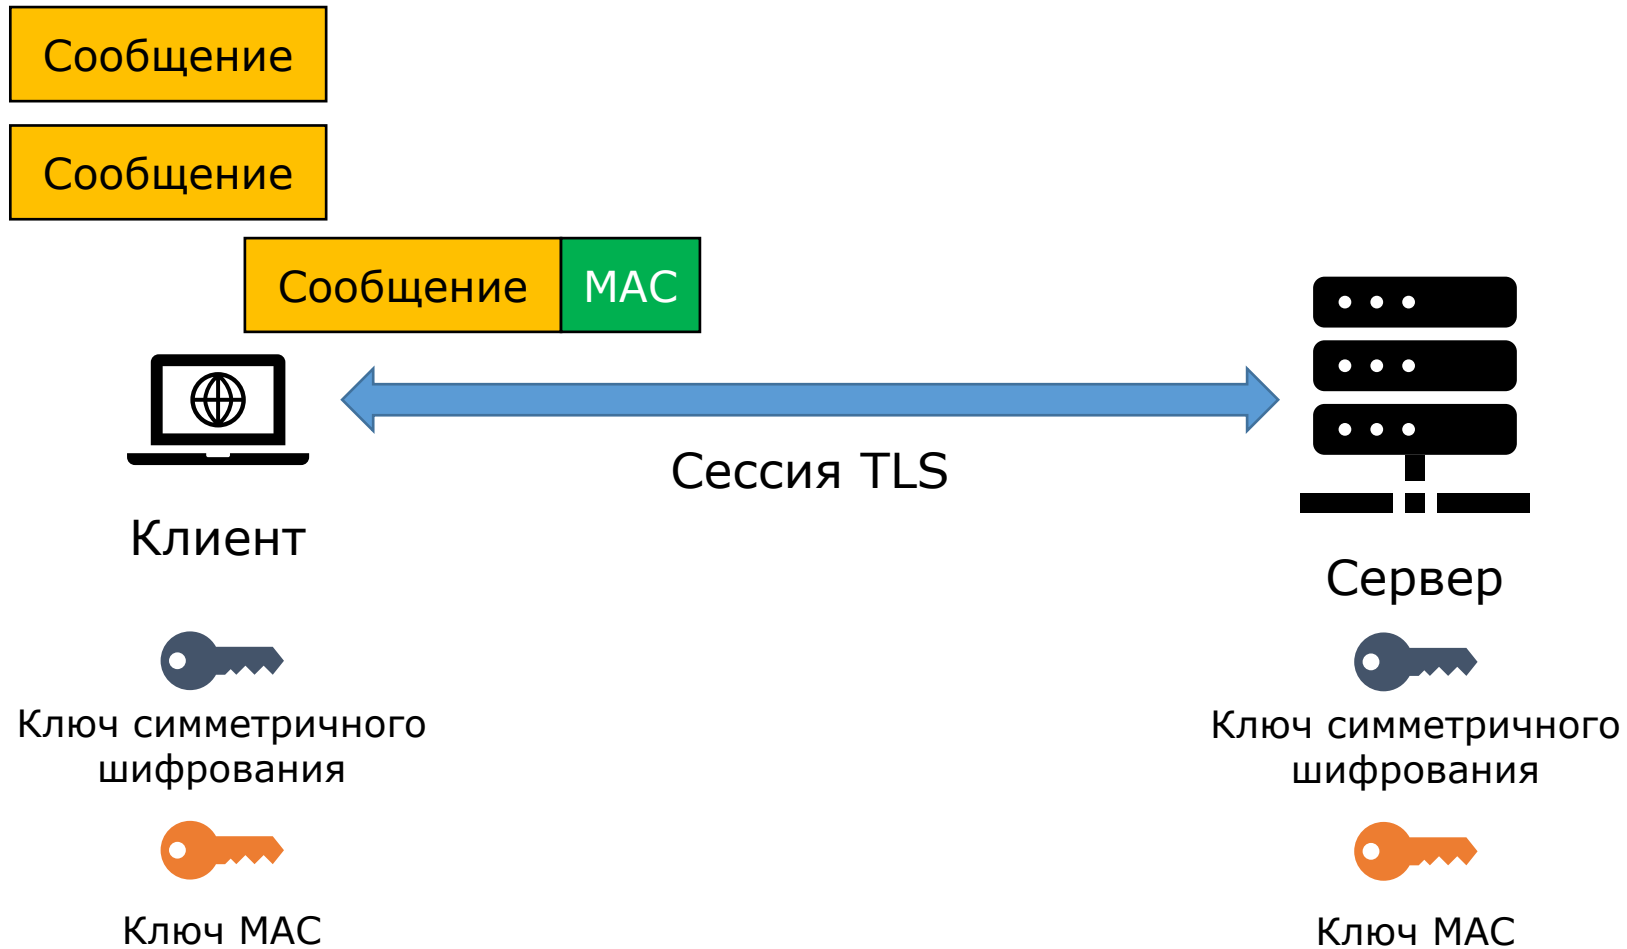 Сообщение
Сообщение
Сообщение MAC
Сессия TLS
Клиент
Сервер
Ключ симметричного
шифрования
Ключ симметричного
шифрования
Ключ MAC
Ключ MAC